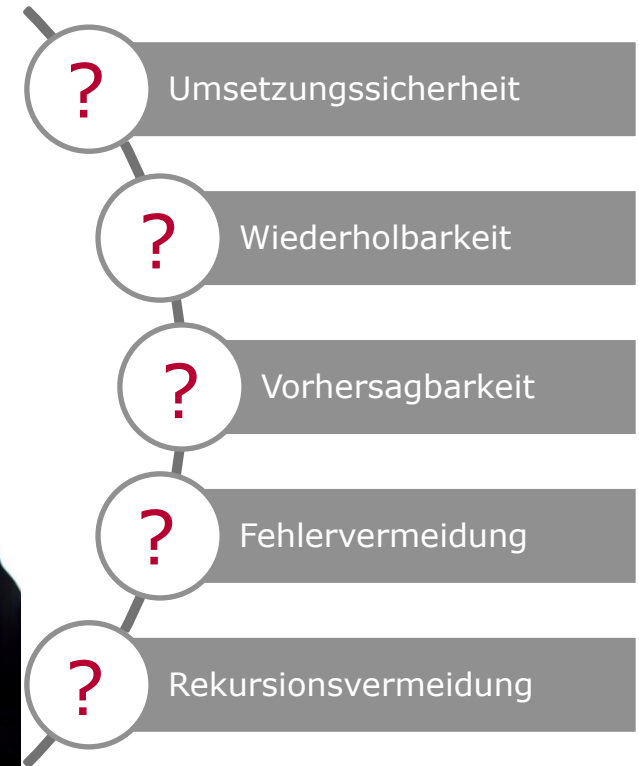 ? Umsetzungssicherheit
? Wiederholbarkeit
? Vorhersagbarkeit
? Fehlervermeidung
? Rekursionsvermeidung